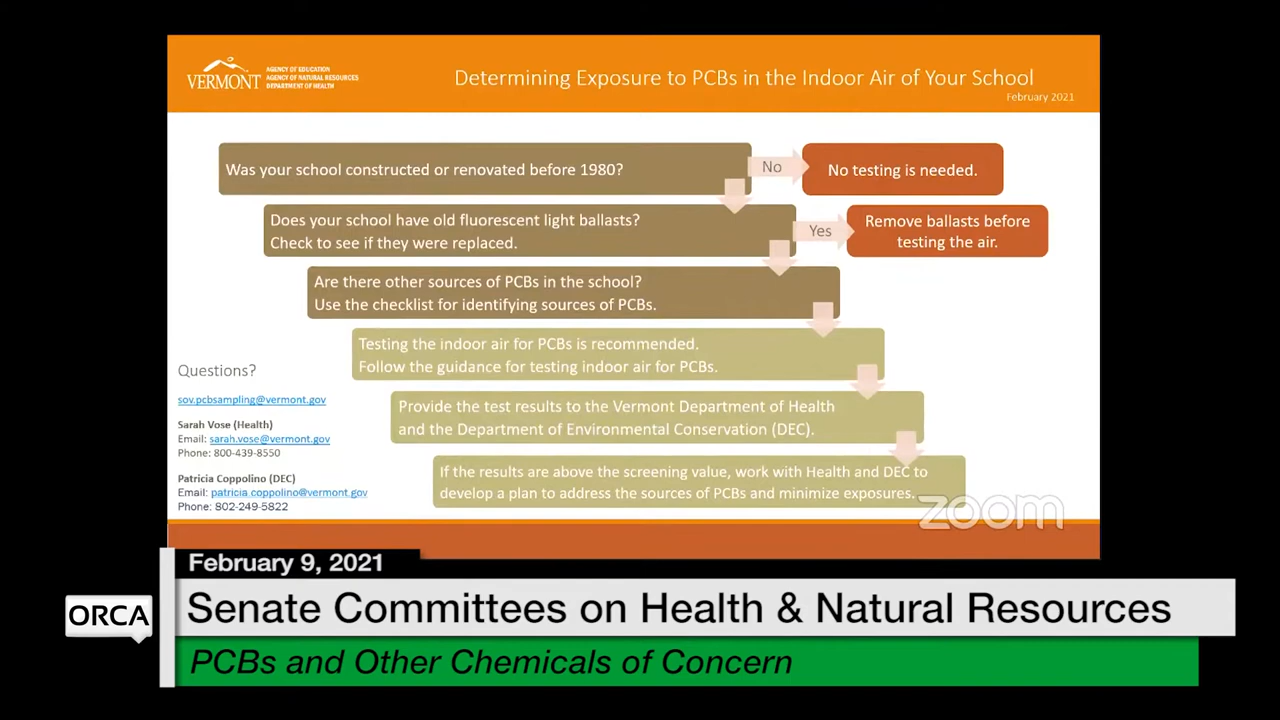 VERMONT
AGENCY OF EDUCATION
AGENCY OF NATURAL RESOURCES
DEPARTMENT OF HEALTH
Determining Exposure to PCBs in the Indoor Air of Your School
February 2021
Was your school constructed or renovated before 1980?
No
No testing is needed.
Does your school have old fluorescent light ballasts?
Check to see if they were replaced.
Yes
Remove ballasts before
testing the air.
Are there other sources of PCBs in the school?
Use the checklist for identifying sources of PCBs.
Testing the indoor air for PCBs is recommended.
Follow the guidance for testing indoor air for PCBs.
Provide the test results to the Vermont Department of Health
and the Department of Environmental Conservation (DEC).
If the results are above the screening value, work with Health and DEC to
develop a plan to address the sources of PCBs and minimize exposures.
Questions?
sov.pcbsampling@vermont.gov
Sarah Vose (Health)
Email: sarah.vose@vermont.gov
Phone: 800-439-8550
Patricia Coppolino (DEC)
Email: patricia.coppolino@vermont.gov
Phone: 802-249-5822
zoom
February 9, 2021
ORCA
Senate Committees on Health & Natural Resources
PCBs and Other Chemicals of Concern